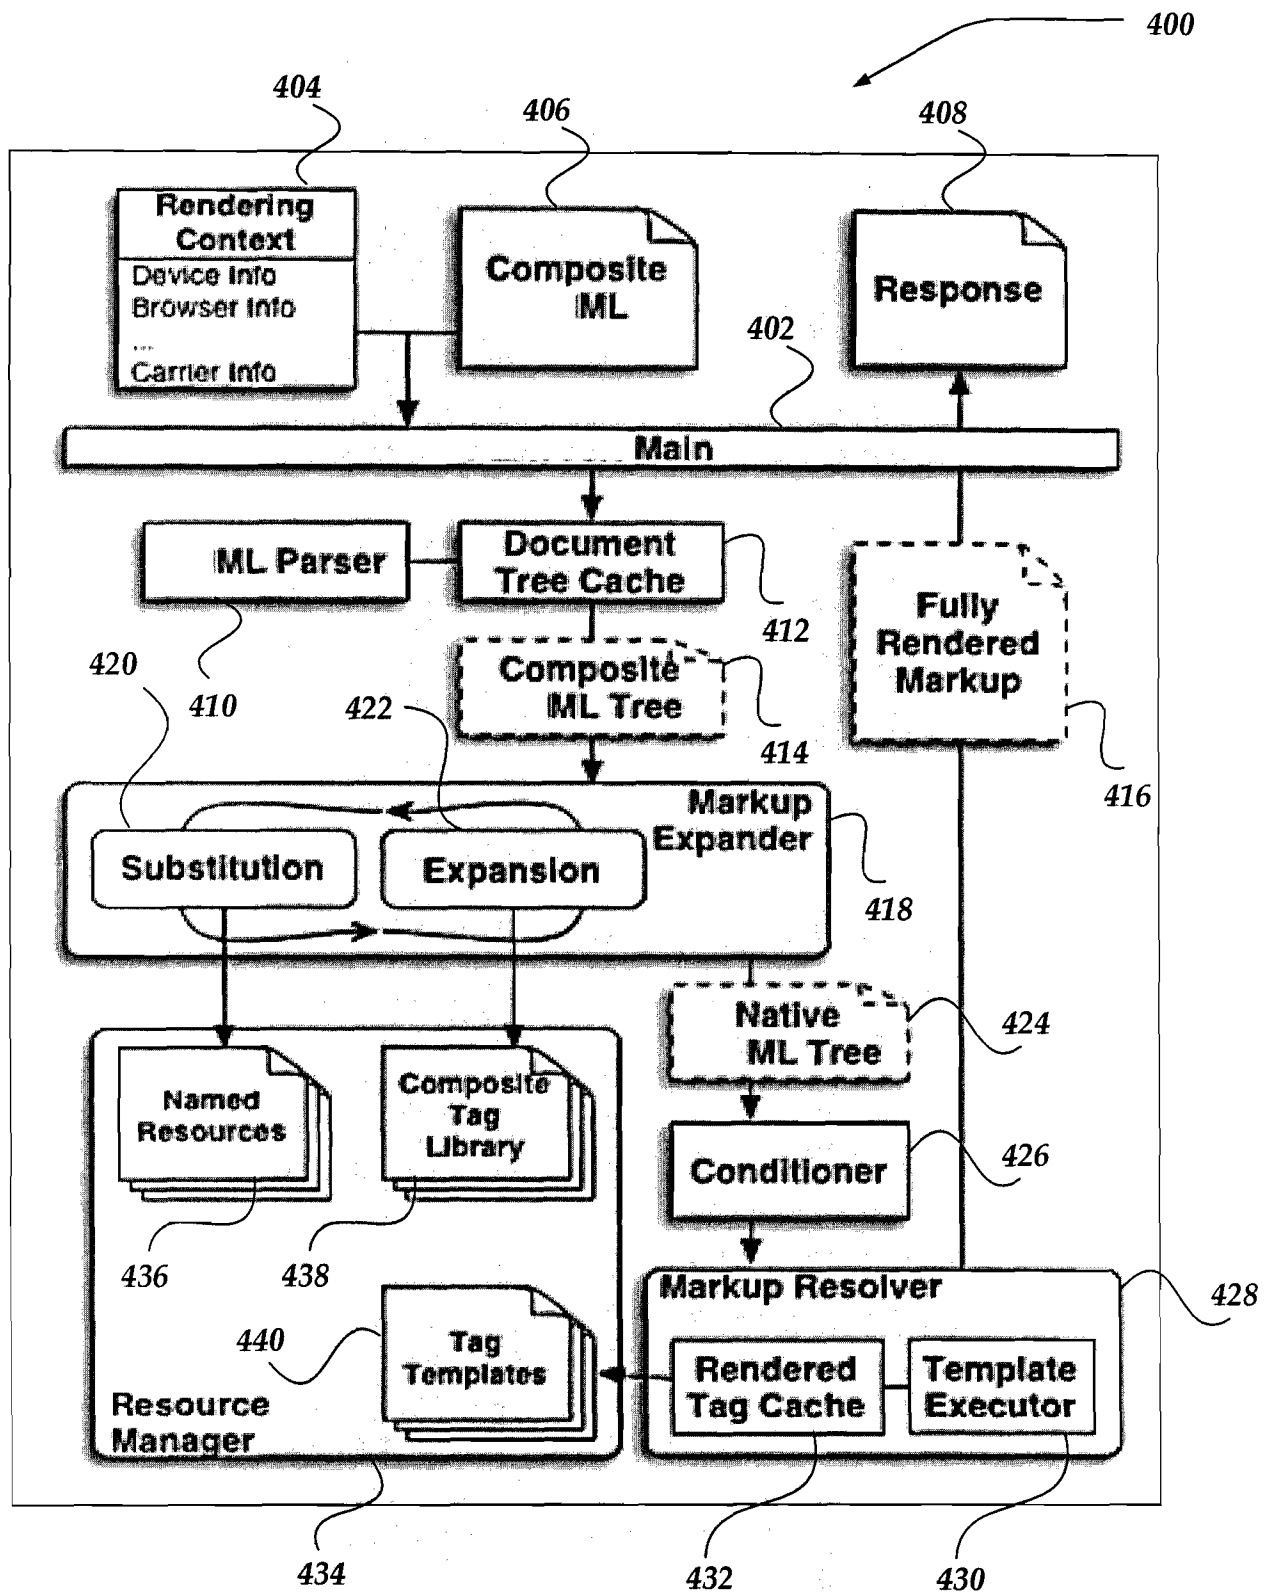 400
404
406
408
Rendering
Context
Device Info
Browser Info
...
Carrier Info
Composite
ML
Response
402
Main
ML Parser
Document
Tree Cache
412
Fully
Rendered
Markup
420
410
422
Composite
ML Tree
414
416
Markup
Expander
Substitution
Expansion
418
Native
ML Tree
424
Named
Resources
Composite
Tag
Library
Conditioner
426
436
438
Markup Resolver
428
440
Tag
Templates
Rendered
Tag Cache
Template
Executor
Resource
Manager
434
432
430